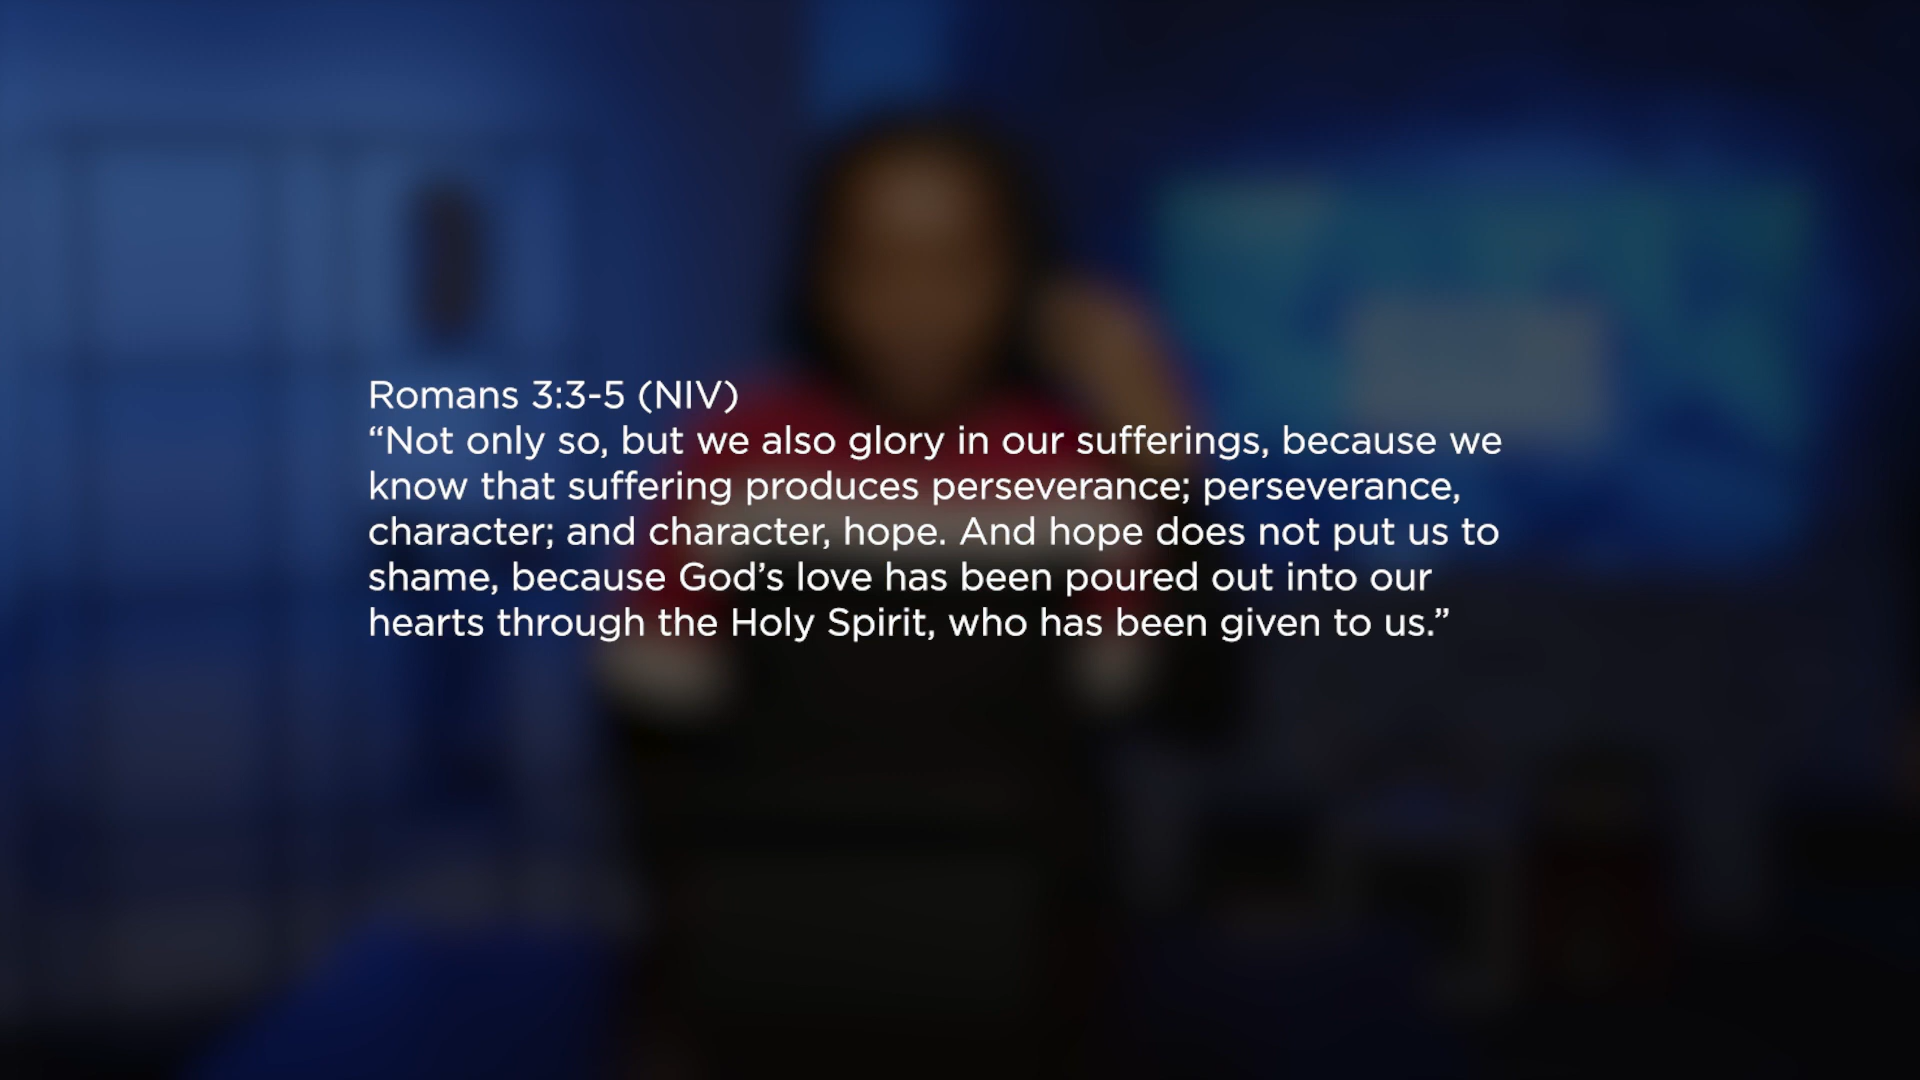 Romans 3:3-5 (NIV)
“Not only so, but we also glory in our sufferings, because we
know that suffering produces perseverance; perseverance,
character; and character, hope. And hope does not put us to
shame, because God’s love has been poured out into our
hearts through the Holy Spirit, who has been given to us.”